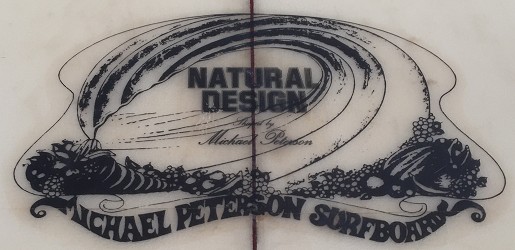 NATURAL
DESIGN
Shaped by
Michael Peterson
MICHAEL PETERSON SURFBOARDS